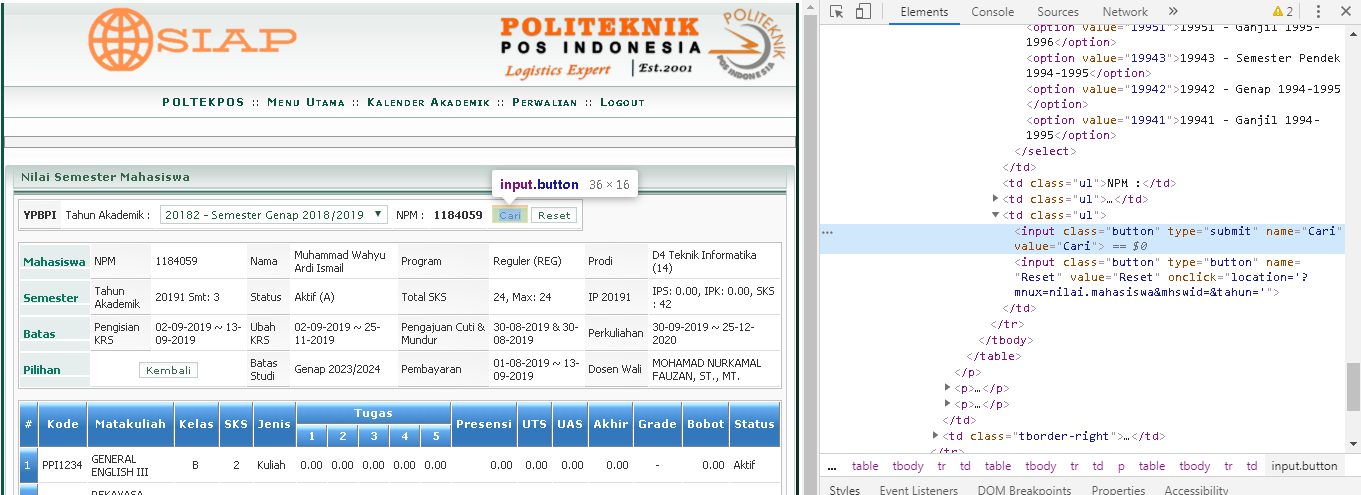 SIAP
POLITEKNIK
POS INDONESIA
Logistics Expert | Est.2001
POLITEKNIK
POS INDONESIA
POLTEKPOS :: Menu Utama :: Kalender Akademik :: Perwalian :: Logout
Nilai Semester Mahasiswa
input.button 36 × 16
YPBPI Tahun Akademik : 20182 - Semester Genap 2018/2019 NPM : 1184059 Cari Reset
Mahasiswa NPM 1184059 Nama Muhammad Wahyu Ardi Ismail Program Reguler (REG) Prodi D4 Teknik Informatika (14)
Semester Tahun Akademik 20191 Smt: 3 Status Aktif (A) Total SKS 24, Max: 24 IP 20191 IPS: 0.00, IPK: 0.00, SKS : 42
Batas Pengisian KRS 02-09-2019 ~ 13-09-2019 Ubah KRS 02-09-2019 ~ 25-11-2019 Pengajuan Cuti & Mundur 30-08-2019 & 30-08-2019 Perkuliahan 30-09-2019 ~ 25-12-2020
Pilihan Kembali Batas Studi Genap 2023/2024 Pembayaran 01-08-2019 ~ 13-09-2019 Dosen Wali MOHAMAD NURKAMAL FAUZAN, ST., MT.
# Kode Matakuliah Kelas SKS Jenis Tugas Presensi UTS UAS Akhir Grade Bobot Status
1 2 3 4 5
1 PPI1234 GENERAL ENGLISH III B 2 Kuliah 0.00 0.00 0.00 0.00 0.00 0.00 0.00 0.00 0.00 - 0.00 Aktif
REKAYASA
Elements Console Sources Network » 2
<option value="19951">19951 - Ganjil 1995-
1996</option>
<option value="19943">19943 - Semester Pendek
1994-1995</option>
<option value="19942">19942 - Genap 1994-1995
</option>
<option value="19941">19941 - Ganjil 1994-
1995</option>
</select>
</td>
<td class="ul">NPM :</td>
<td class="ul">…</td>
<td class="ul">
<input class="button" type="submit" name="Cari"
value="Cari"> == $0
<input class="button" type="button" name=
"Reset" value="Reset" onclick="location='?
mnux=nilai.mahasiswa&mhswid=&tahun='">
</td>
</tr>
</tbody>
</table>
</p>
<p>…</p>
<p>…</p>
</td>
<td class="tborder-right">…</td>
</tr>
... table tbody tr td table tbody tr td p table tbody tr td input.button
Styles Event Listeners DOM Breakpoints Properties Accessibility